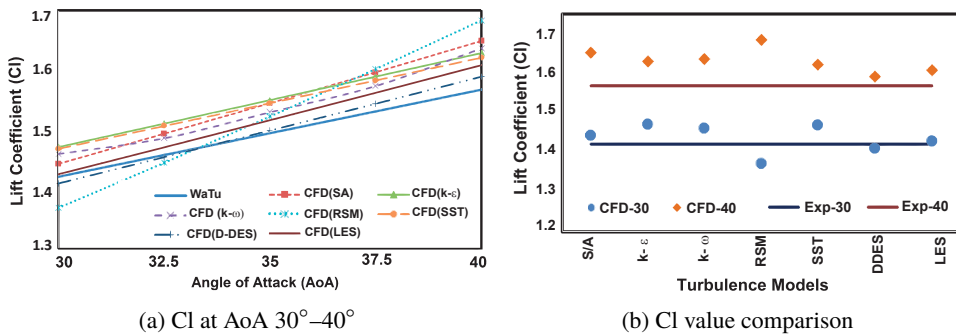 Lift Coefficient (Cl)
1.7
1.6
1.5
1.4
1.3
WaTu
CFD(SA)
CFD(k-ε)
CFD (k-ω)
CFD(RSM)
CFD(SST)
CFD(D-DES)
CFD(LES)
30
32.5
35
37.5
40
Angle of Attack (AoA)
(a) Cl at AoA 30°–40°
Lift Coefficient (Cl)
1.7
1.6
1.5
1.4
1.3
1.2
CFD-30
CFD-40
Exp-30
Exp-40
S/A
k- ε
k- ω
RSM
SST
DDES
LES
Turbulence Models
(b) Cl value comparison